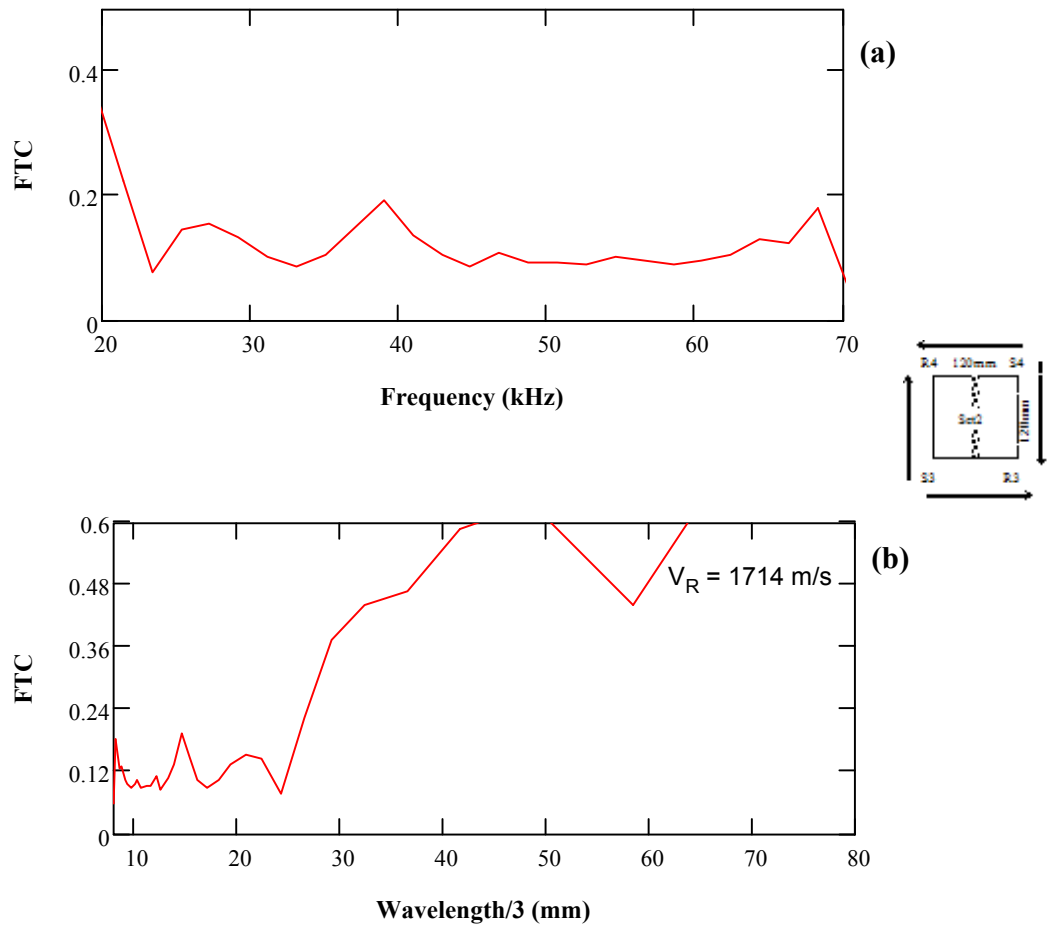 (a)
0.4
0.2
0
FTC
20 30 40 50 60 70
Frequency (kHz)
R4 120mm S4
Set2
120mm
S3 R3
(b)
0.6
0.48
0.36
0.24
0.12
0
FTC
V_R = 1714 m/s
10 20 30 40 50 60 70 80
Wavelength/3 (mm)